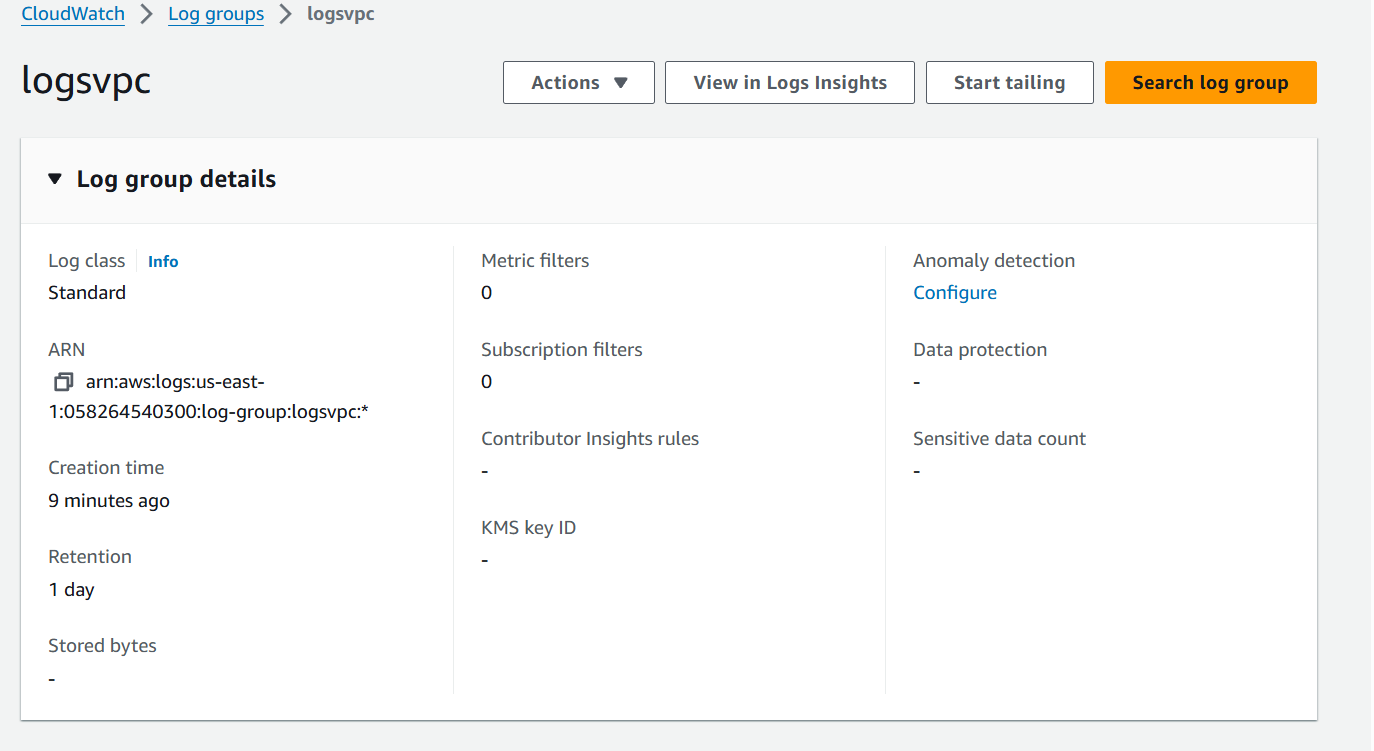 CloudWatch > Log groups > logsvpc
logsvpc
Actions ▼
View in Logs Insights
Start tailing
Search log group
▼ Log group details
Log class
Info
Standard
ARN
arn:aws:logs:us-east-
1:058264540300:log-group:logsvpc:*
Creation time
9 minutes ago
Retention
1 day
Stored bytes
-
Metric filters
0
Subscription filters
0
Contributor Insights rules
-
KMS key ID
-
Anomaly detection
Configure
Data protection
-
Sensitive data count
-